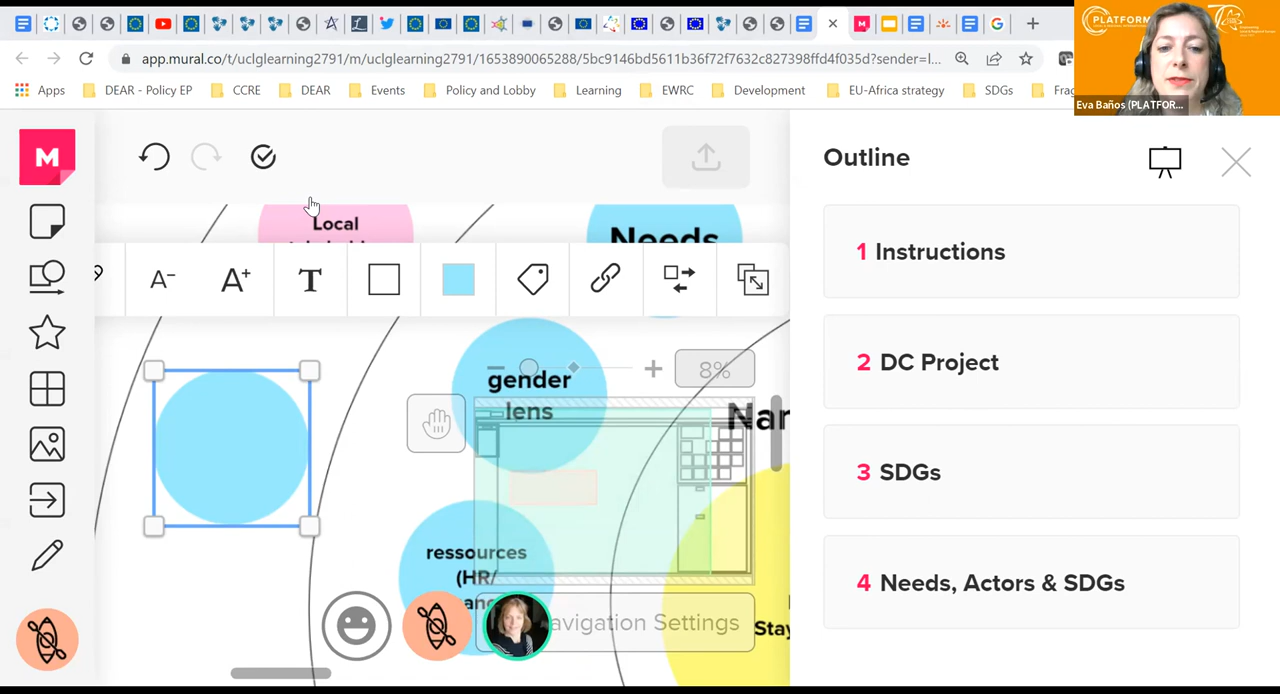 PLATFORM
app.mural.co/t/uclglearning2791/m/uclglearning2791/1653890065288/5bc9146bd5611b36f72f7632c827398ffd4f035d?sender=I...
Apps DEAR - Policy EP CCRE DEAR Events Policy and Lobby Learning EWRC Development EU-Africa strategy SDGs Frag
Eva Baños (PLATFOR...
M
Outline
Local
Needs
A- A+ T
1 Instructions
2 DC Project
3 SDGs
4 Needs, Actors & SDGs
8%
gender
lens
Nar
ressources
(HR/
avigation Settings
Stay